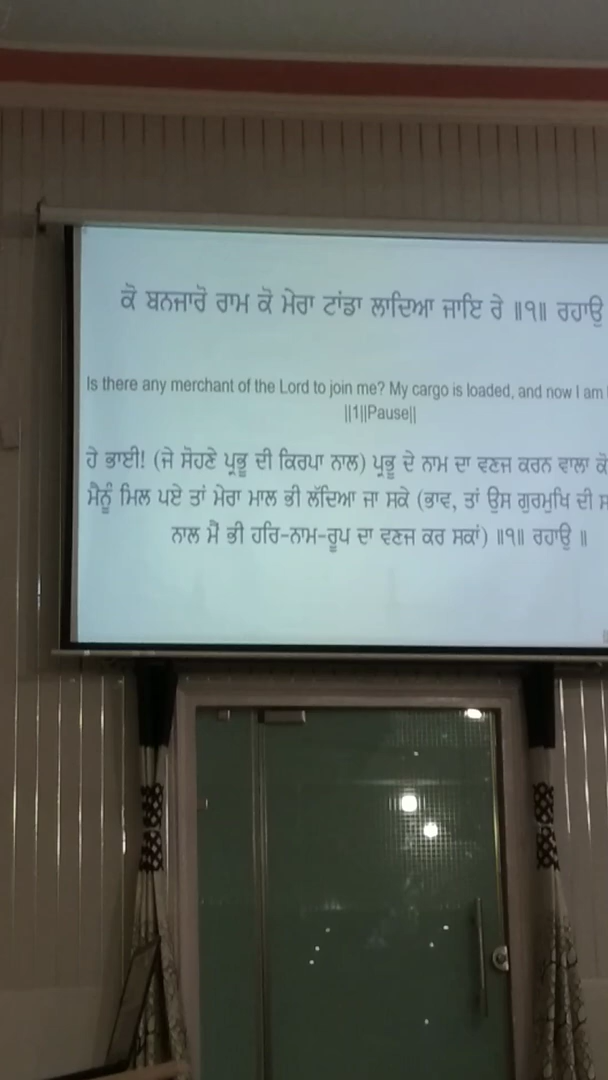 ਕੋ ਬਨਜਾਰੋ ਰਾਮ ਕੋ ਮੇਰਾ ਟਾਂਡਾ ਲਾਦਿਆ ਜਾਇ ਰੇ ॥੧॥ ਰਹਾਉ
Is there any merchant of the Lord to join me? My cargo is loaded, and now I am
||1||Pause||
ਹੇ ਭਾਈ! (ਜੇ ਸੋਹਣੇ ਪ੍ਰਭੂ ਦੀ ਕਿਰਪਾ ਨਾਲ) ਪ੍ਰਭੂ ਦੇ ਨਾਮ ਦਾ ਵਣਜ ਕਰਨ ਵਾਲਾ
ਮੈਨੂੰ ਮਿਲ ਪਏ ਤਾਂ ਮੇਰਾ ਮਾਲ ਭੀ ਲੱਦਿਆ ਜਾ ਸਕੇ (ਭਾਵ, ਤਾਂ ਉਸ ਗੁਰਮੁਖਿ ਦੀ
ਨਾਲ ਮੈਂ ਭੀ ਹਰਿ-ਨਾਮ-ਰੂਪ ਦਾ ਵਣਜ ਕਰ ਸਕਾਂ) ॥੧॥ ਰਹਾਉ ॥